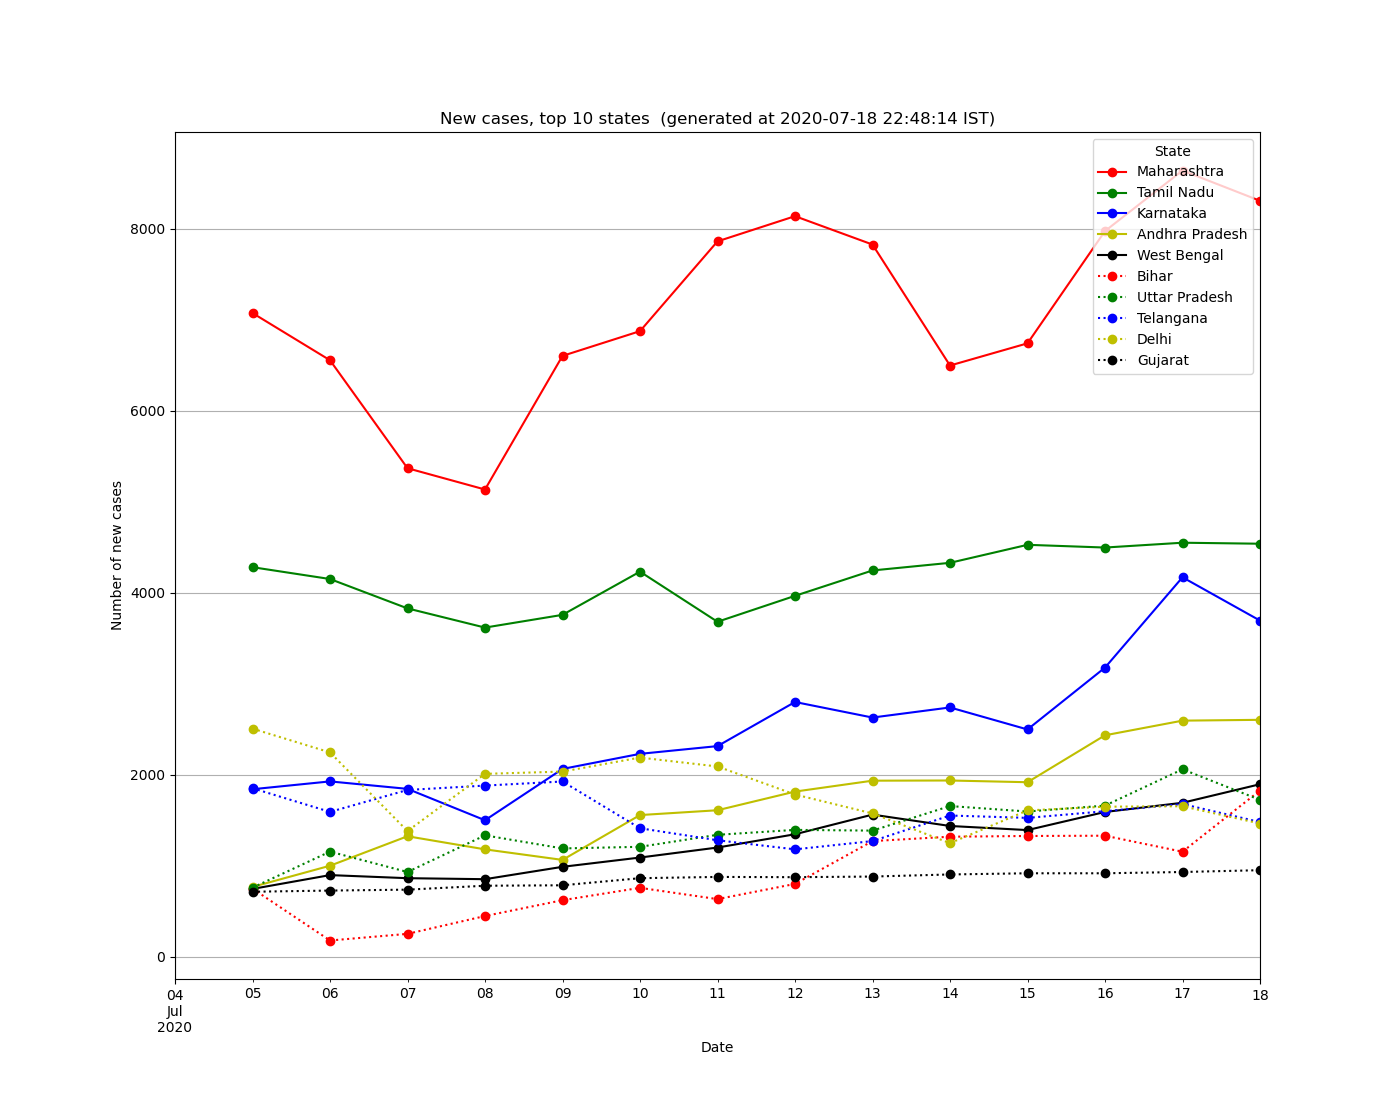 New cases, top 10 states  (generated at 2020-07-18 22:48:14 IST)
State
Maharashtra
Tamil Nadu
Karnataka
Andhra Pradesh
West Bengal
Bihar
Uttar Pradesh
Telangana
Delhi
Gujarat
Number of new cases
8000
6000
4000
2000
0
04
Jul
2020
05 06 07 08 09 10 11 12 13 14 15 16 17 18
Date